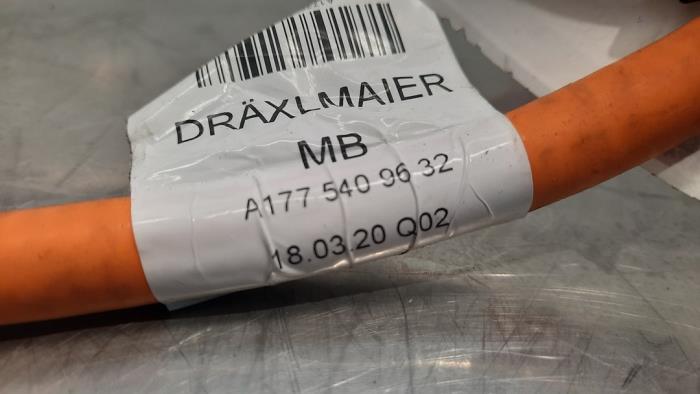 DRÄXLMAIER
MB
A177 540 96 32
18.03.20 Q02